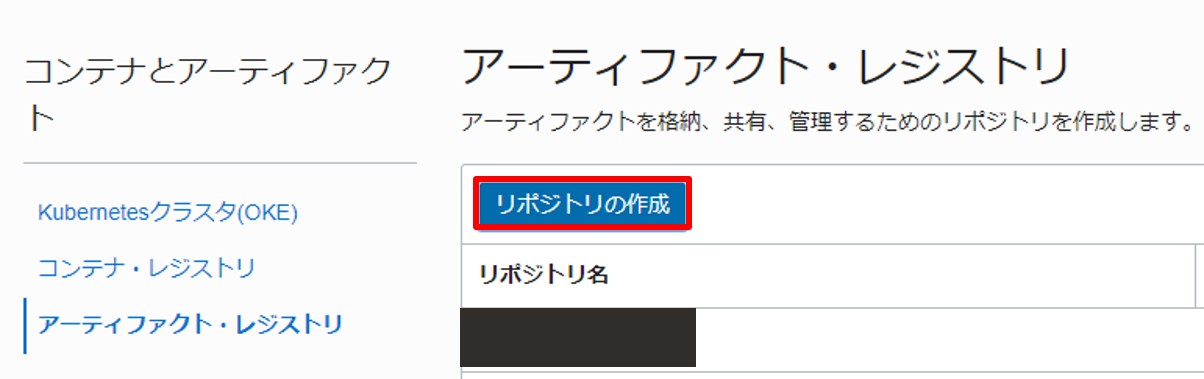 コンテナとアーティファク
ト
Kubernetesクラスタ(OKE)
コンテナ・レジストリ
アーティファクト・レジストリ
アーティファクト・レジストリ
アーティファクトを格納、共有、管理するためのリポジトリを作成します。
リポジトリの作成
リポジトリ名